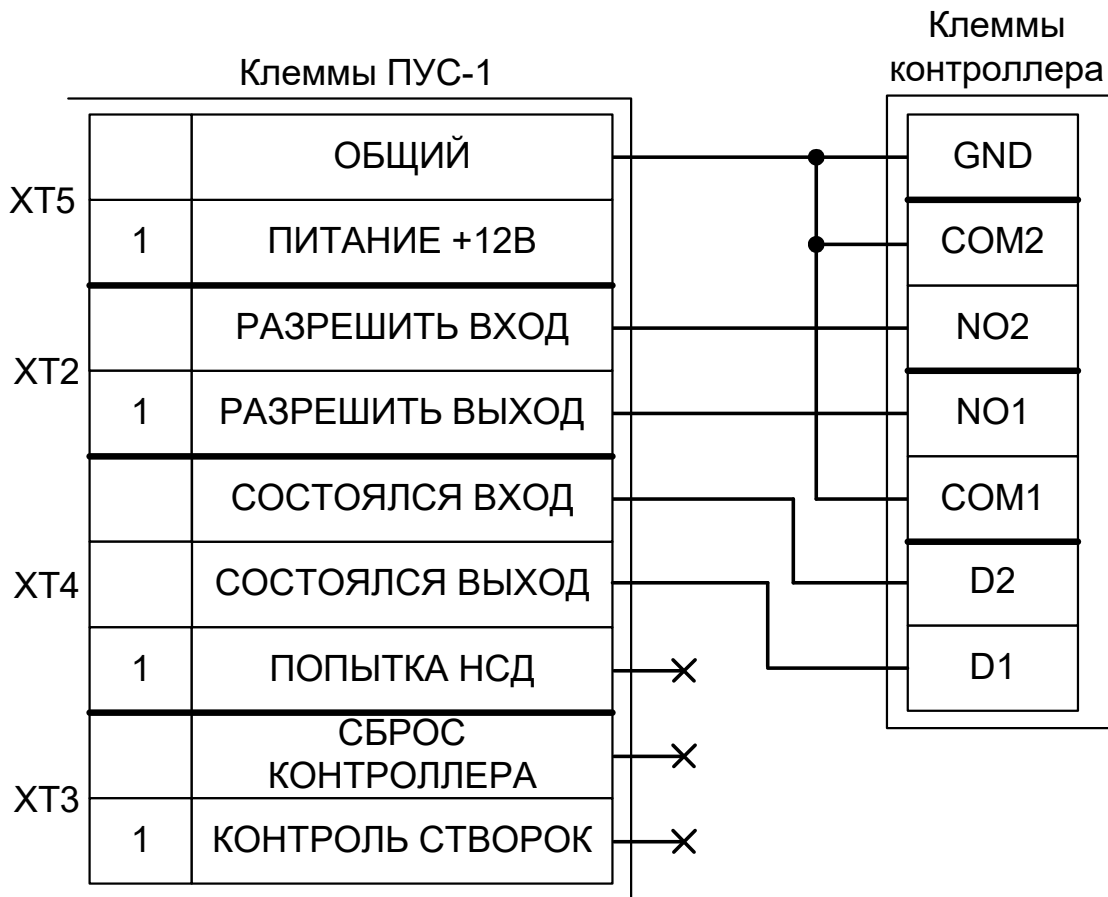 Клеммы
контроллера
Клеммы ПУС-1
XT5
ОБЩИЙ
1 ПИТАНИЕ +12В
XT2
РАЗРЕШИТЬ ВХОД
1 РАЗРЕШИТЬ ВЫХОД
XT4
СОСТОЯЛСЯ ВХОД
СОСТОЯЛСЯ ВЫХОД
1 ПОПЫТКА НСД
XT3
СБРОС
КОНТРОЛЛЕРА
1 КОНТРОЛЬ СТВОРОК
GND
COM2
NO2
NO1
COM1
D2
D1